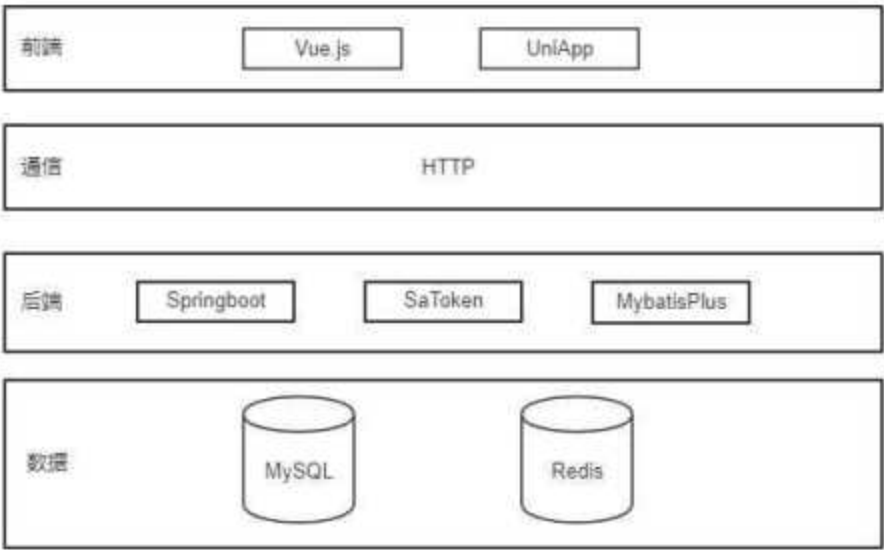 前端
Vue.js
UniApp
通信
HTTP
后端
Springboot
SaToken
MybatisPlus
数据
MySQL
Redis